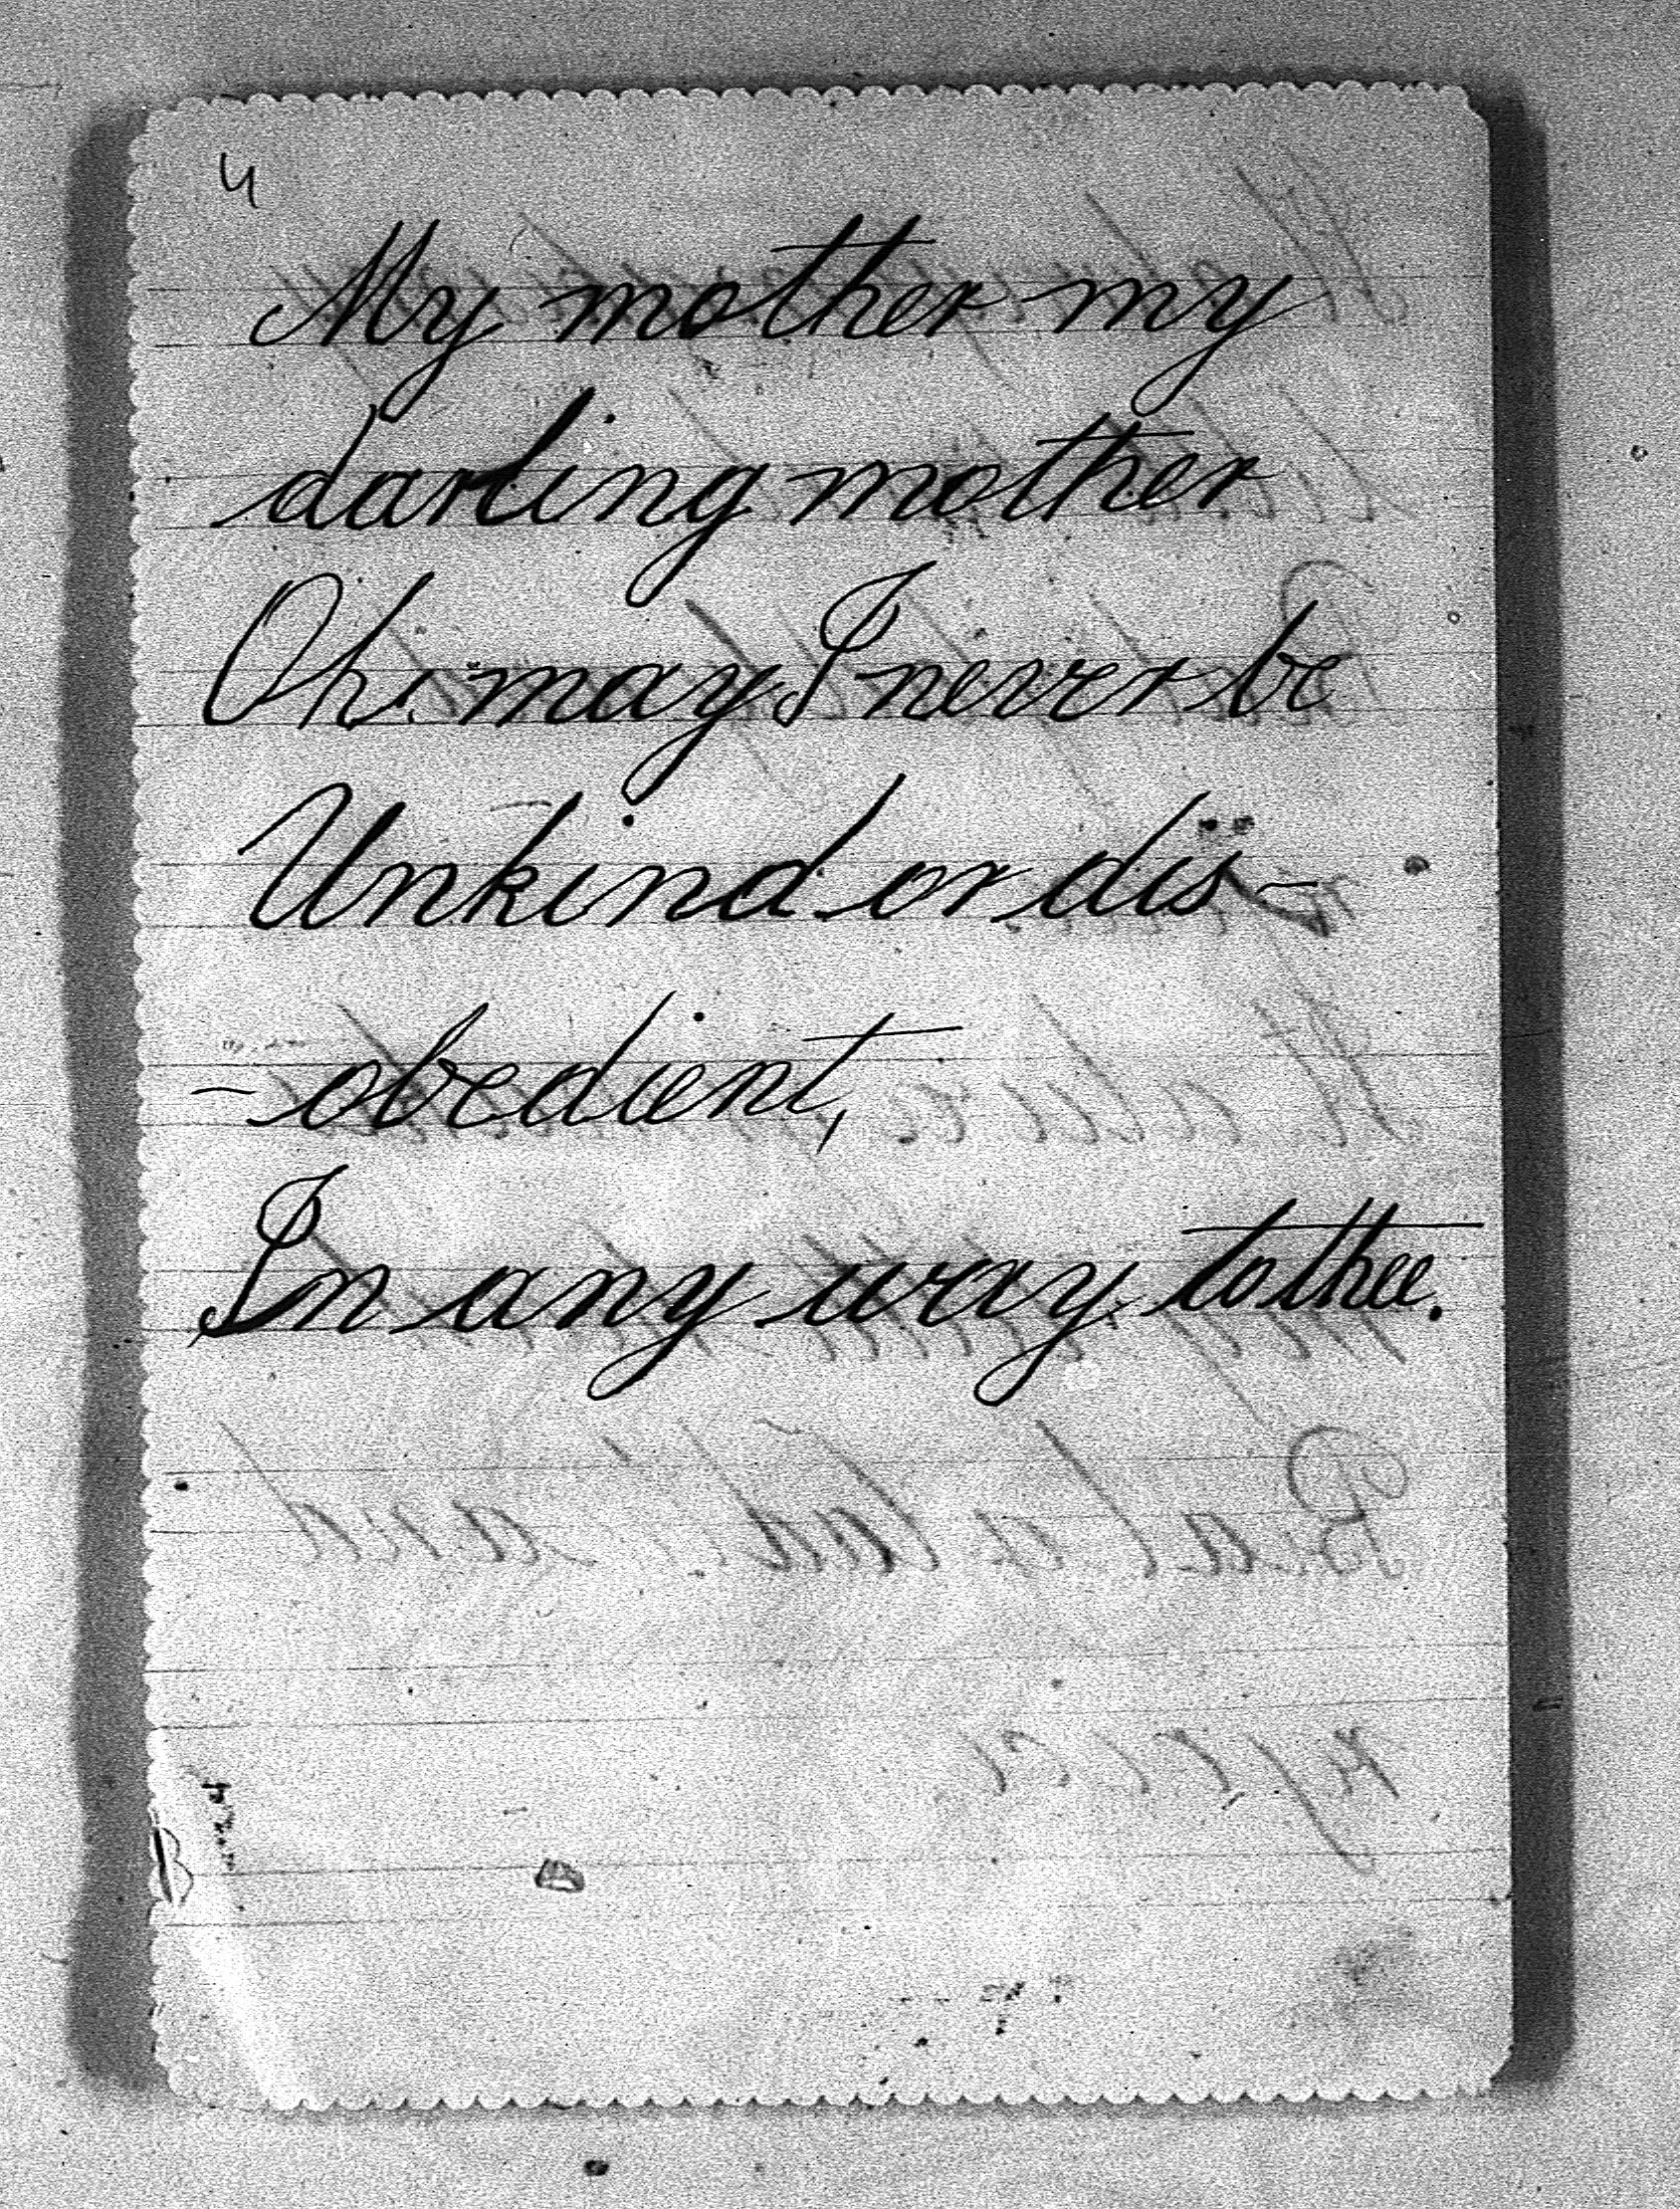 4
My mother my
darling mother
Oh. may I never be
Unkind or dis-
-obedient,
In any way to thee.